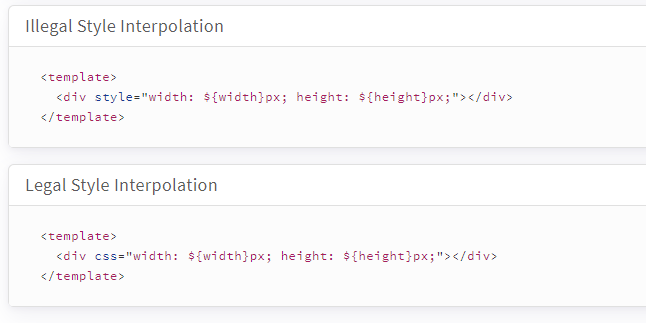 Illegal Style Interpolation
<template>
  <div style="width: ${width}px; height: ${height}px;"></div>
</template>
Legal Style Interpolation
<template>
  <div css="width: ${width}px; height: ${height}px;"></div>
</template>